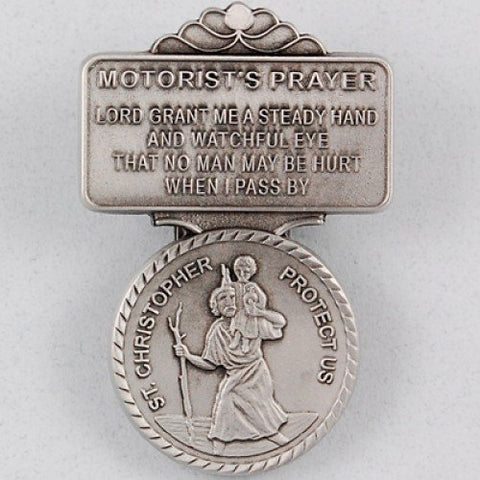 MOTORIST'S PRAYER
LORD GRANT ME A STEADY HAND
AND WATCHFUL EYE
THAT NO MAN MAY BE HURT
WHEN I PASS BY
ST. CHRISTOPHER
PROTECT US